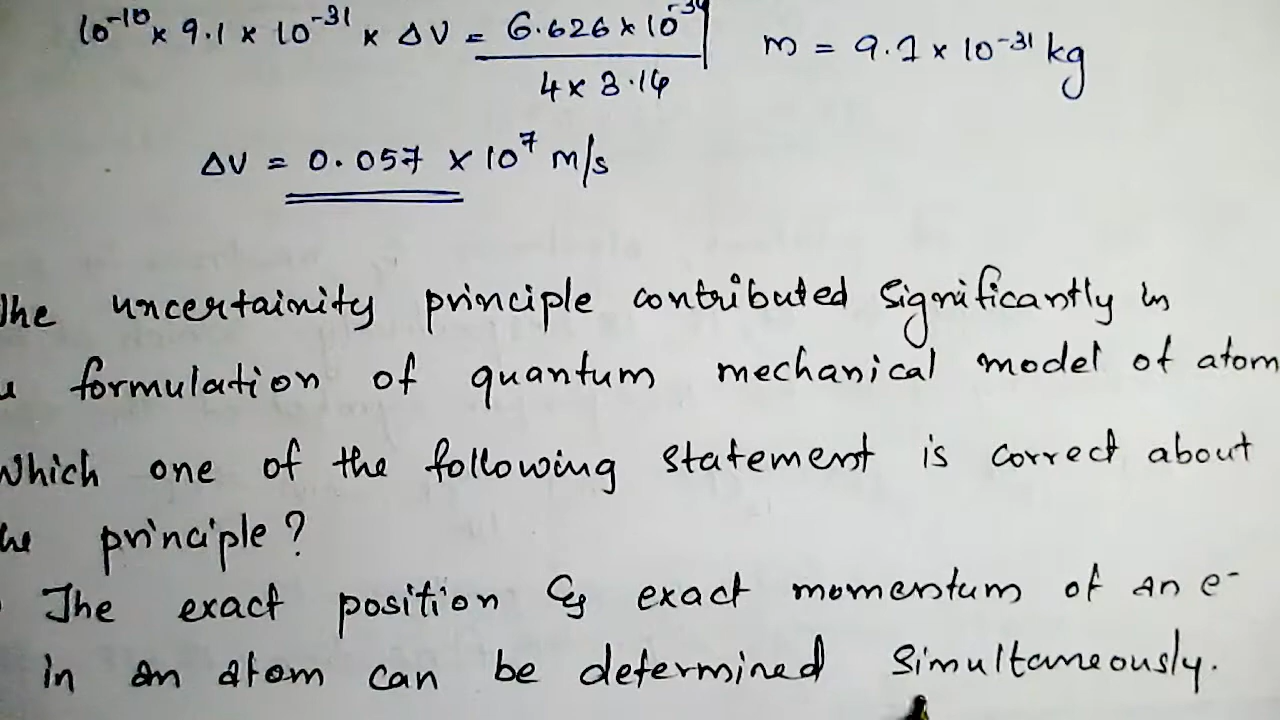 10⁻¹⁰ x 9.1 x 10⁻³¹ x ΔV = 6.626 x 10⁻³⁴ / 4 x 3.14
m = 9.1 x 10⁻³¹ kg
ΔV = 0.057 x 10⁷ m/s
The uncertainity principle contributed significantly in
formulation of quantum mechanical model of atom
Which one of the following statement is correct about
principle?
The exact position & exact momentum of an e⁻
in an atom can be determined simultaneously.